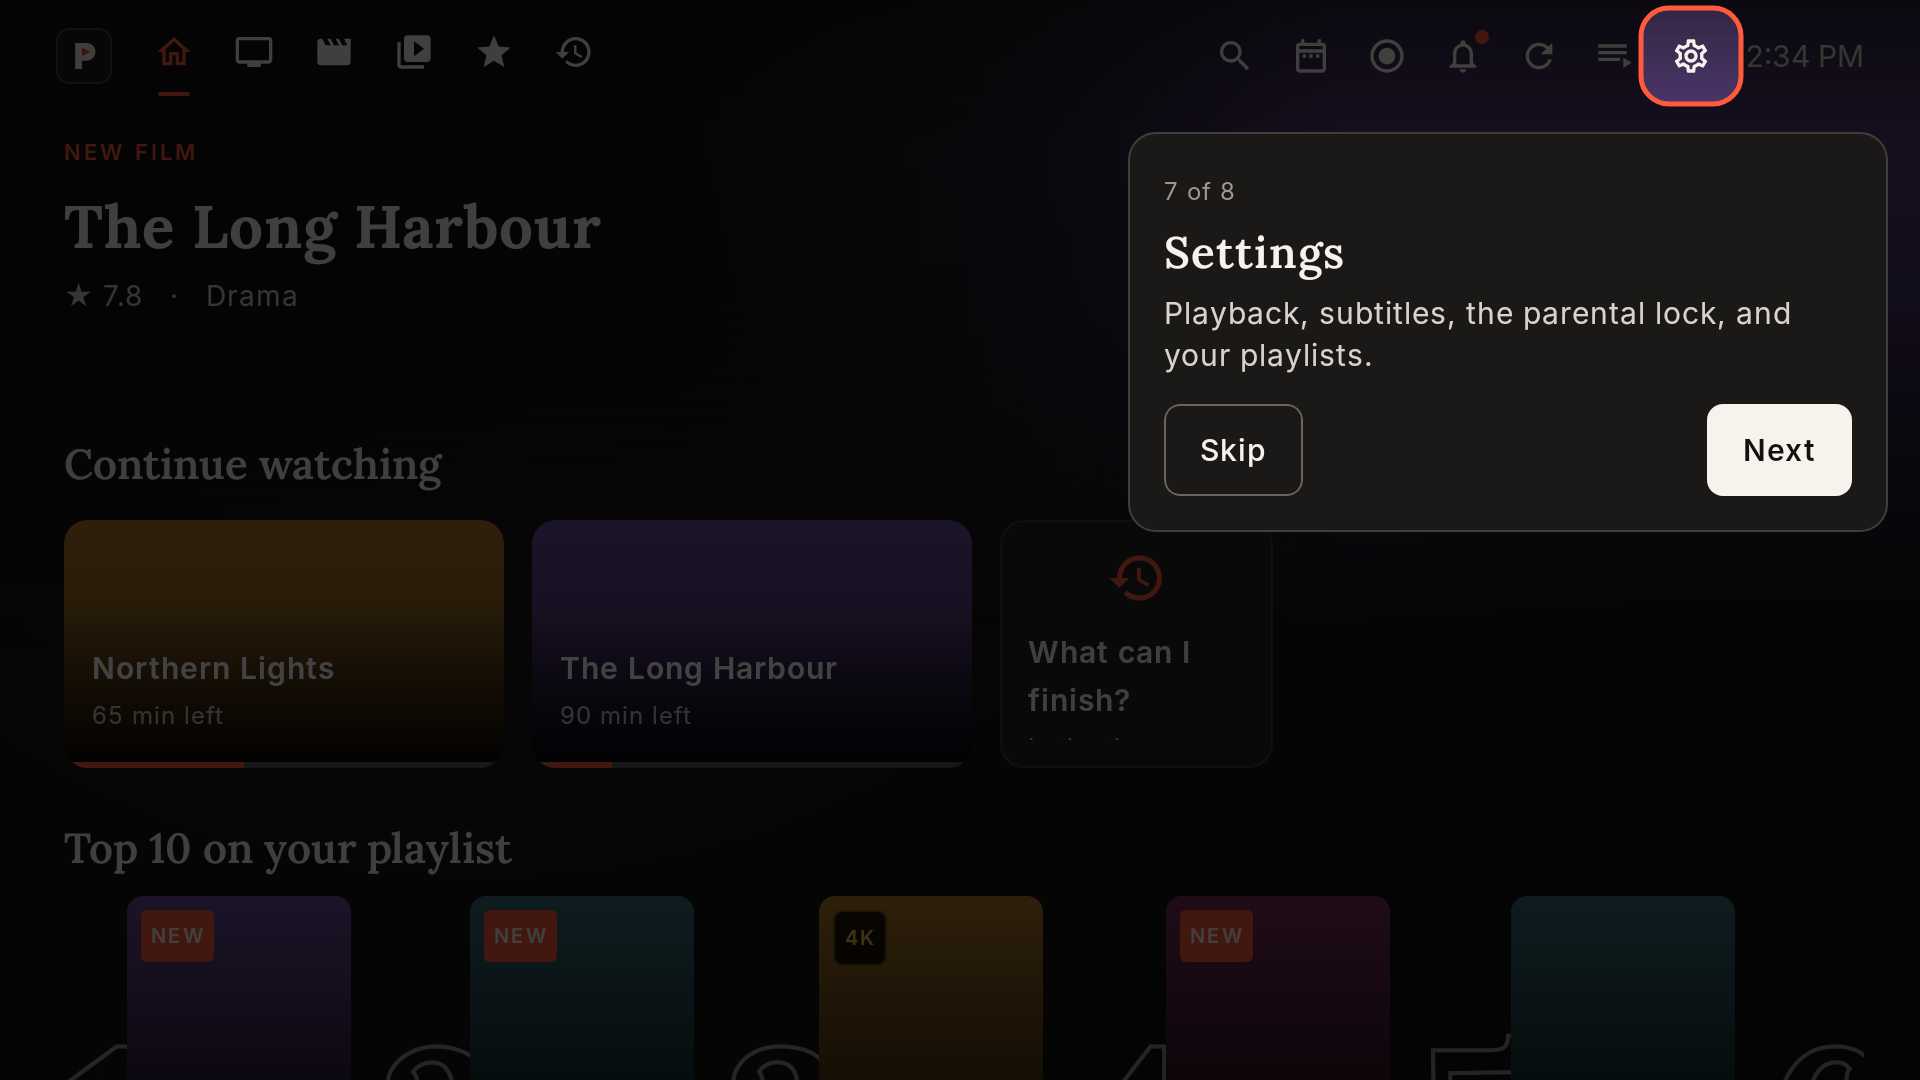 P
2:34 PM
NEW FILM
The Long Harbour
★ 7.8 · Drama
7 of 8
Settings
Playback, subtitles, the parental lock, and
your playlists.
Skip
Next
Continue watching
Northern Lights
65 min left
The Long Harbour
90 min left
What can I
finish?
Top 10 on your playlist
NEW
NEW
4K
NEW